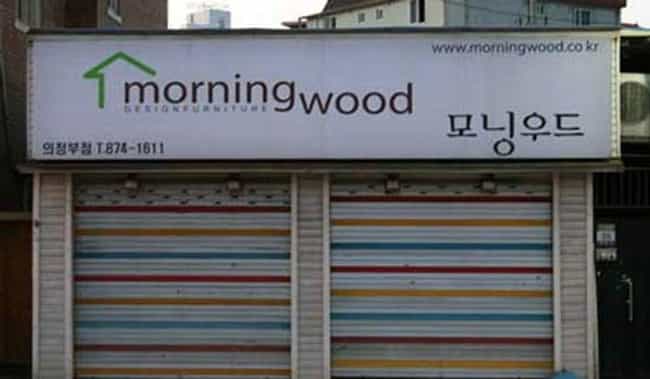 www.morningwood.co.kr
morningwood
DESIGNFURNITURE
모닝우드
의정부점 T.874-1611